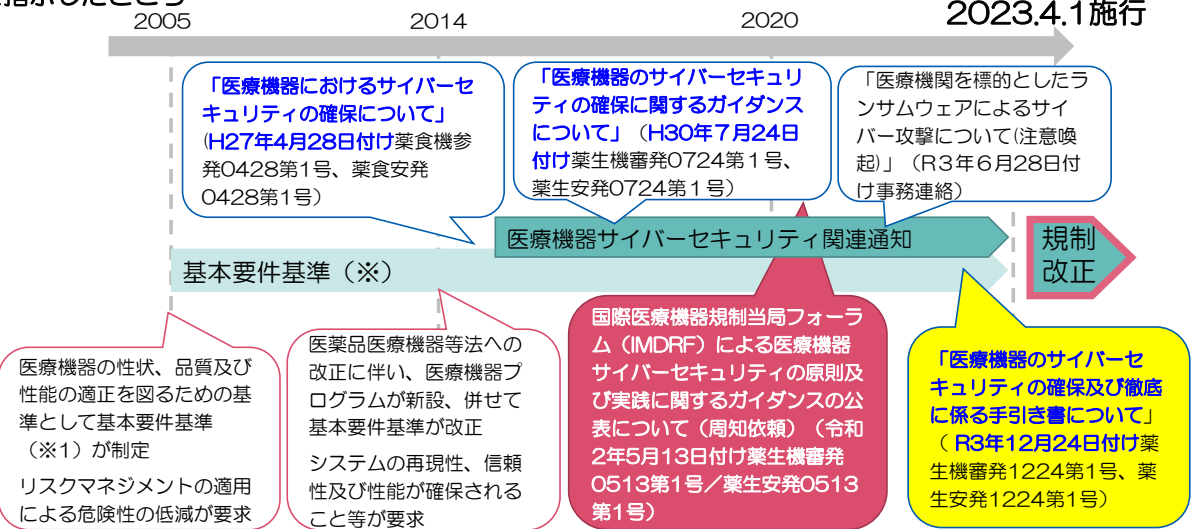 2005
2014
2020
2023.4.1施行
「医療機器におけるサイバーセ
キュリティの確保について」
(H27年4月28日付け薬食機参
発0428第1号、薬食安発
0428第1号）
「医療機器のサイバーセキュリ
ティの確保に関するガイダンス
について」（H30年7月24日
付け薬生機審発0724第1号、
薬生安発0724第1号）
「医療機関を標的としたラ
ンサムウェアによるサイ
バー攻撃について(注意喚
起)」（R3年6月28日付
け事務連絡）
医療機器サイバーセキュリティ関連通知
基本要件基準（※）
規制
改正
医療機器の性状、品質及び
性能の適正を図るための基
準として基本要件基準
（※1）が制定
リスクマネジメントの適用
による危険性の低減が要求
医薬品医療機器等法への
改正に伴い、医療機器プ
ログラムが新設、併せて
基本要件基準が改正
システムの再現性、信頼
性及び性能が確保される
こと等が要求
国際医療機器規制当局フォーラ
ム（IMDRF）による医療機器
サイバーセキュリティの原則及
び実践に関するガイダンスの公
表について（周知依頼）（令和
2年5月13日付け薬生機審発
0513第1号／薬生安発0513
第1号）
「医療機器のサイバーセ
キュリティの確保及び徹底
に係る手引き書について」
（ R3年12月24日付け薬
生機審発1224第1号、薬
生安発1224第1号）